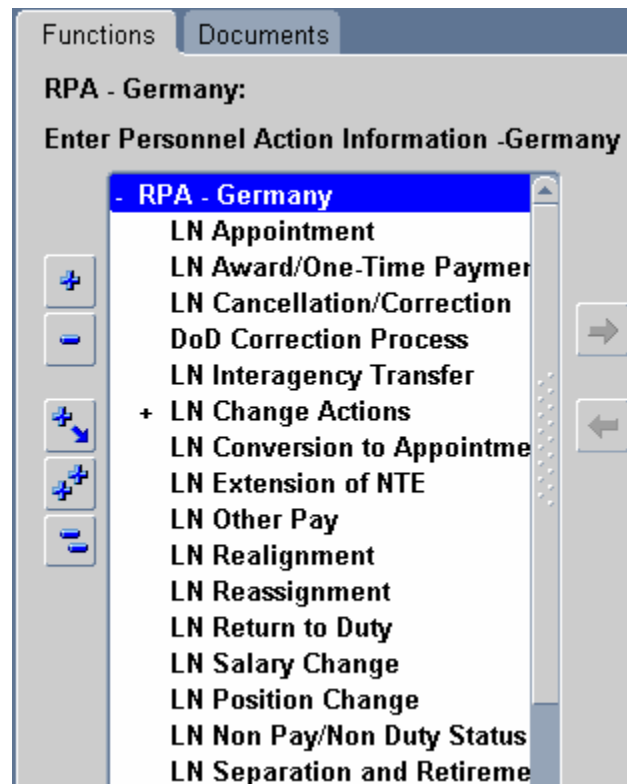 Functions Documents
RPA - Germany:
Enter Personnel Action Information -Germany
- RPA - Germany
LN Appointment
LN Award/One-Time Paymer
LN Cancellation/Correction
DoD Correction Process
LN Interagency Transfer
+ LN Change Actions
LN Conversion to Appointme
LN Extension of NTE
LN Other Pay
LN Realignment
LN Reassignment
LN Return to Duty
LN Salary Change
LN Position Change
LN Non Pay/Non Duty Status
LN Separation and Retireme